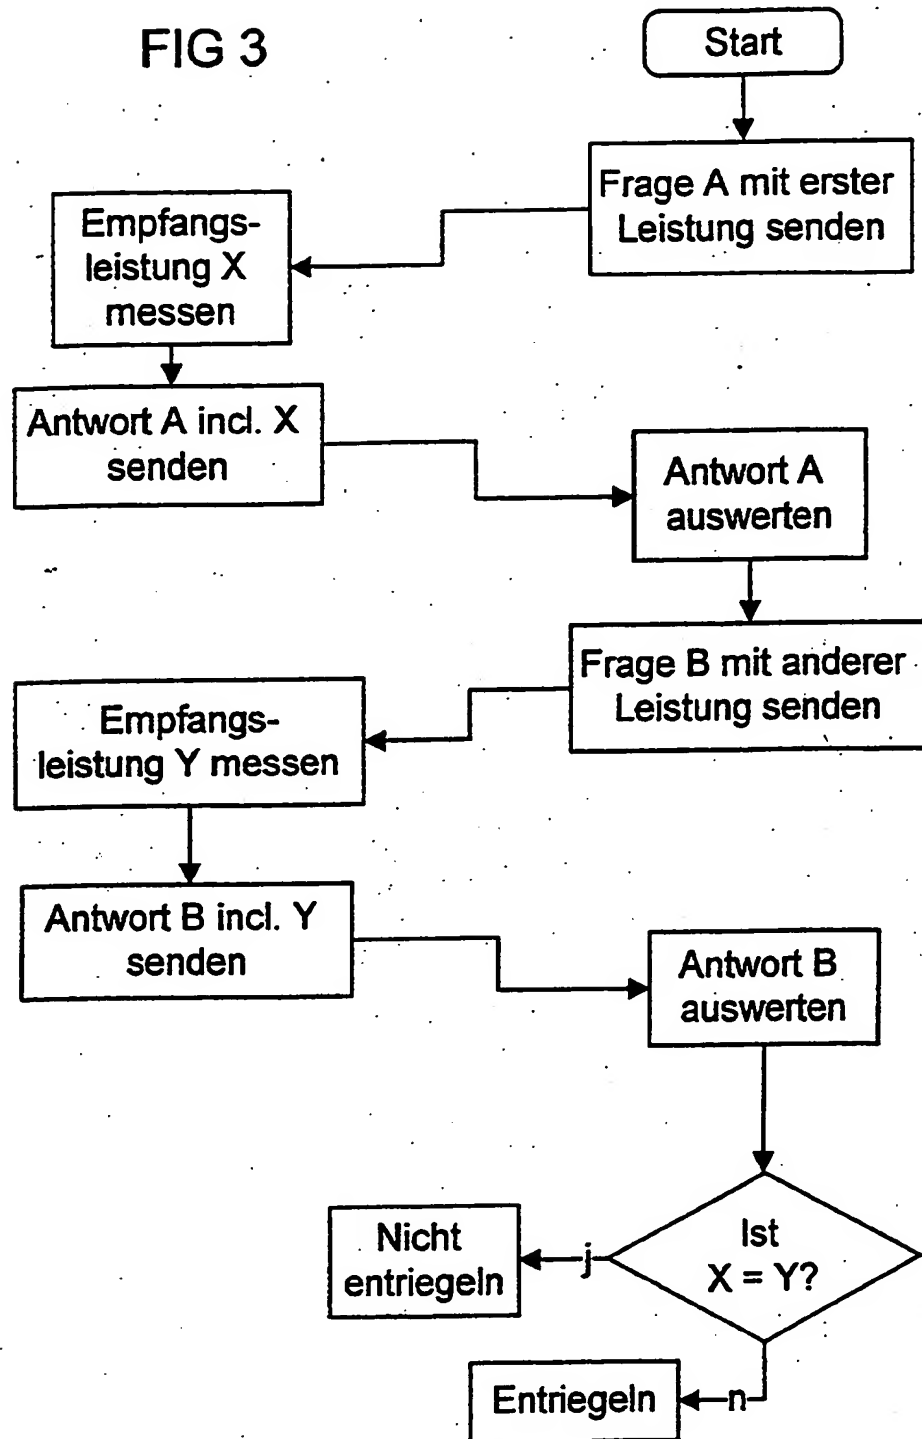 FIG 3
Start
Frage A mit erster
Leistung senden
Empfangs-
leistung X
messen
Antwort A incl. X
senden
Antwort A
auswerten
Frage B mit anderer
Leistung senden
Empfangs-
leistung Y messen
Antwort B incl. Y
senden
Antwort B
auswerten
Ist
X = Y?
j
Nicht
entriegeln
n
Entriegeln